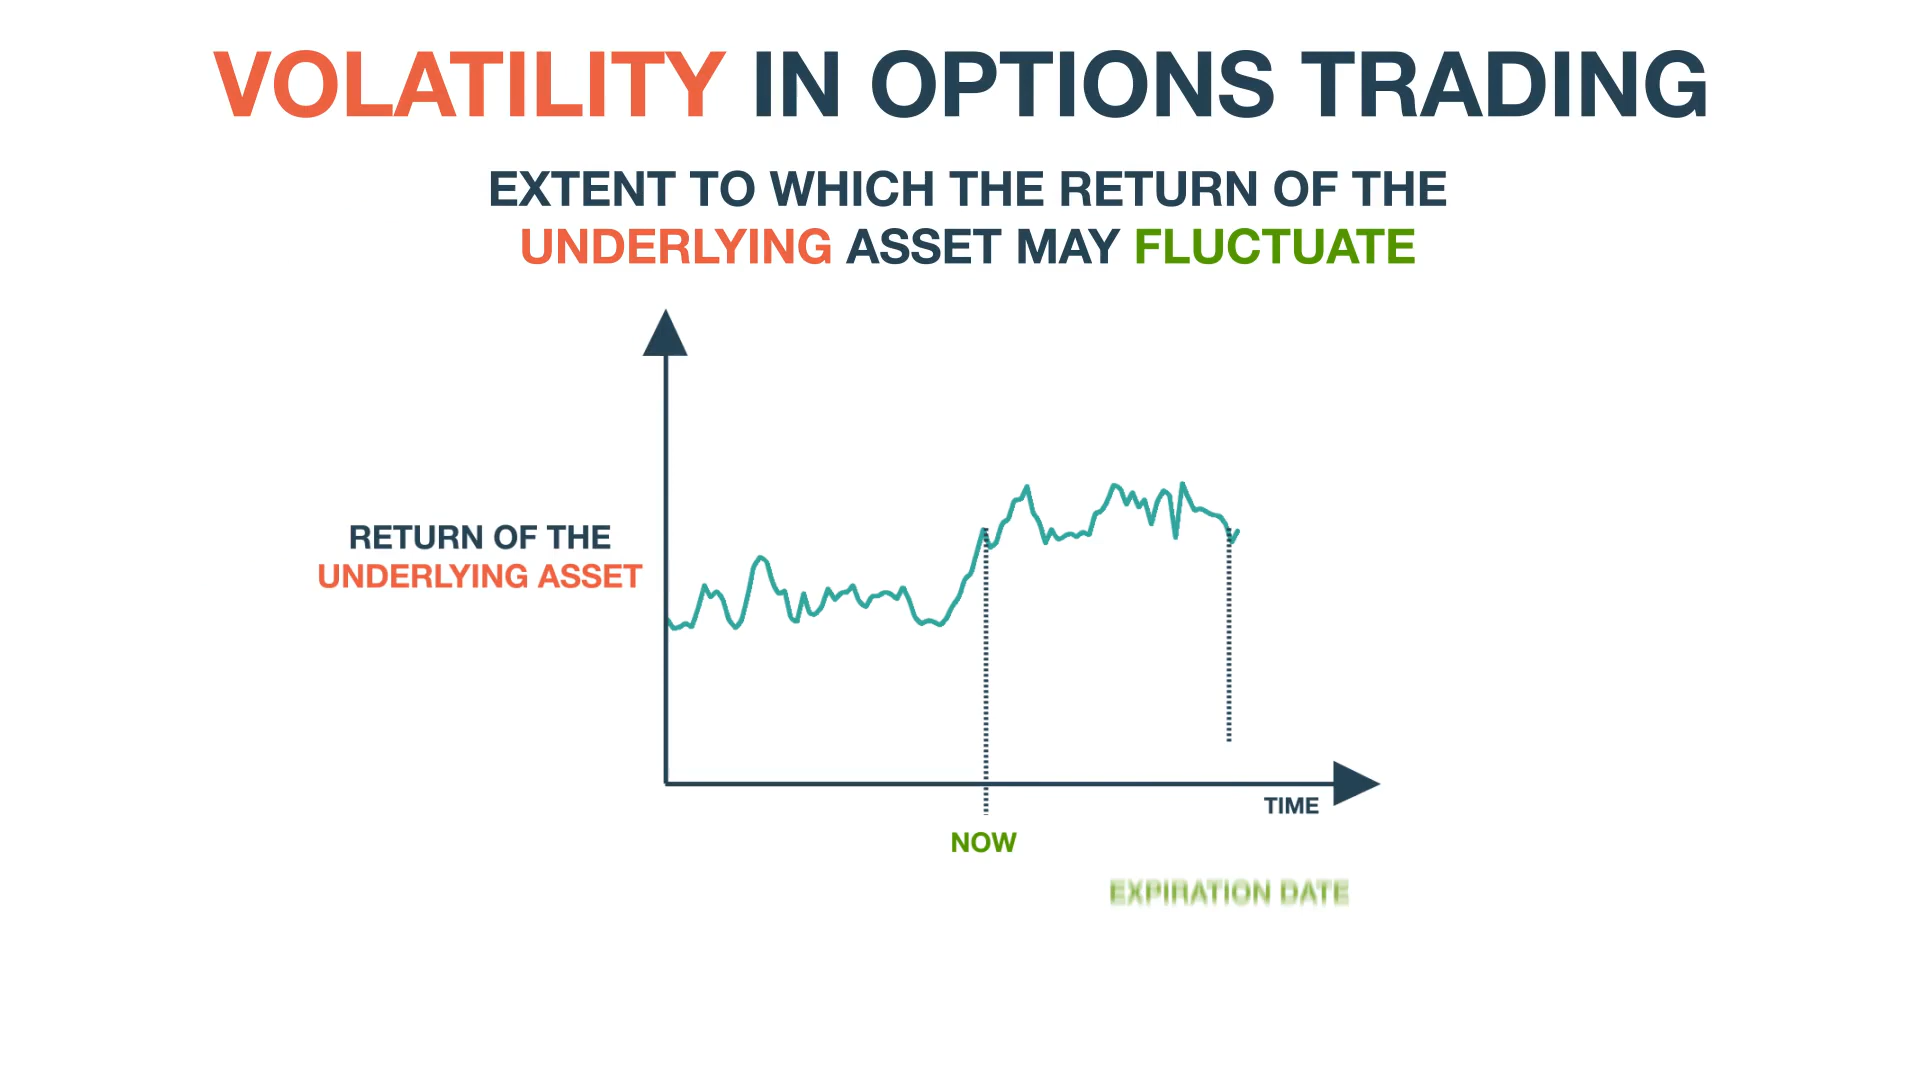 VOLATILITY IN OPTIONS TRADING
EXTENT TO WHICH THE RETURN OF THE
UNDERLYING ASSET MAY FLUCTUATE
RETURN OF THE
UNDERLYING ASSET
TIME
NOW
EXPIRATION DATE